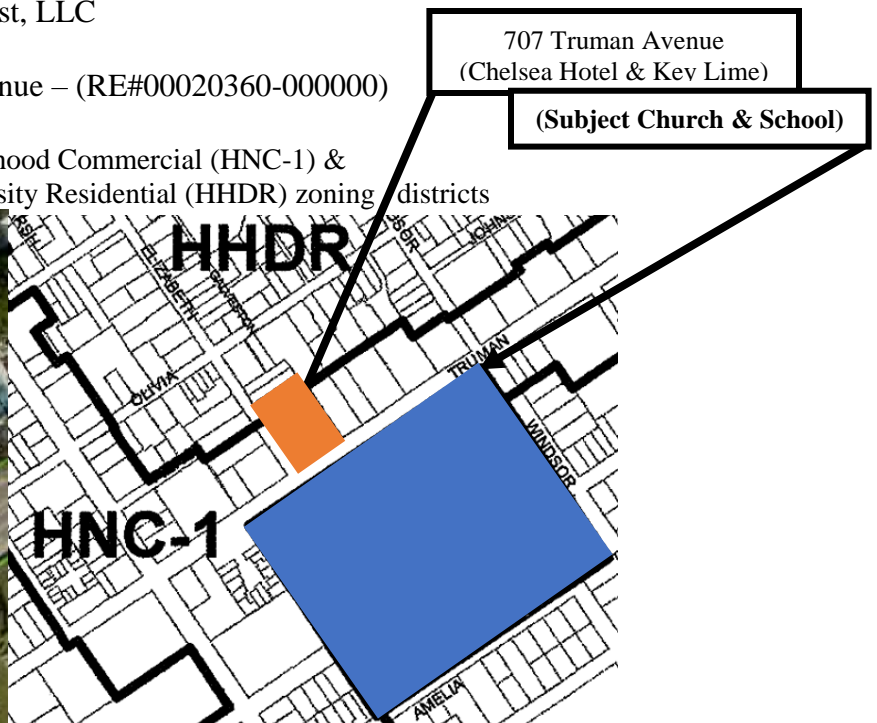 st, LLC
707 Truman Avenue
(Chelsea Hotel & Key Lime)
nue – (RE#00020360-000000)
(Subject Church & School)
hood Commercial (HNC-1) &
sity Residential (HHDR) zoning districts
HHDR
ELIZABETH
GALVESTON
OLIVIA
TRUMAN
WINDSOR
HNC-1
AMELIA